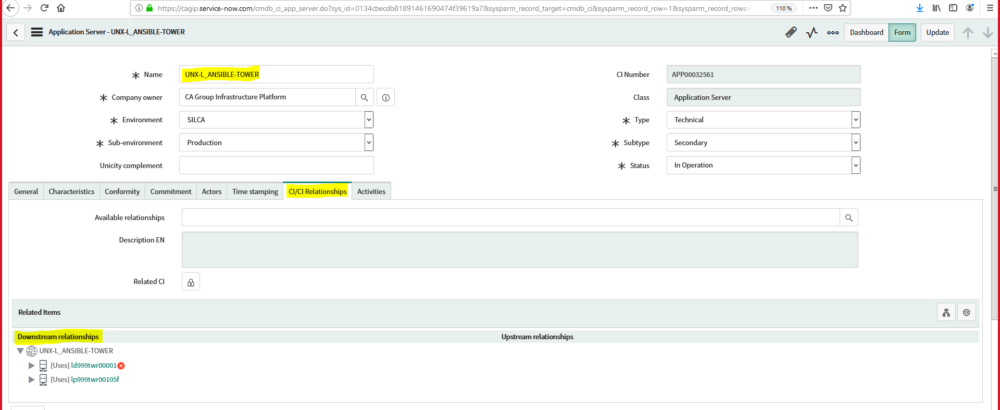 https://cagip.service-now.com/cmdb_ci_app_server.do?sys_id=0134cbecdb81891461690474f39619a7&sysparm_record_target=cmdb_ci&sysparm_record_row=1&sysparm_record_rows=
110 %
Application Server - UNX-L_ANSIBLE-TOWER
Dashboard Form Update
Name UNX-L_ANSIBLE-TOWER CI Number APP00032561
Company owner CA Group Infrastructure Platform Class Application Server
Environment SILCA Type Technical
Sub-environment Production Subtype Secondary
Unicity complement Status In Operation
General Characteristics Conformity Commitment Actors Time stamping CI/CI Relationships Activities
Available relationships
Description EN
Related CI
Related Items
Downstream relationships Upstream relationships
UNX-L_ANSIBLE-TOWER
[Uses] ld999twr00001
[Uses] lp999twr00105f